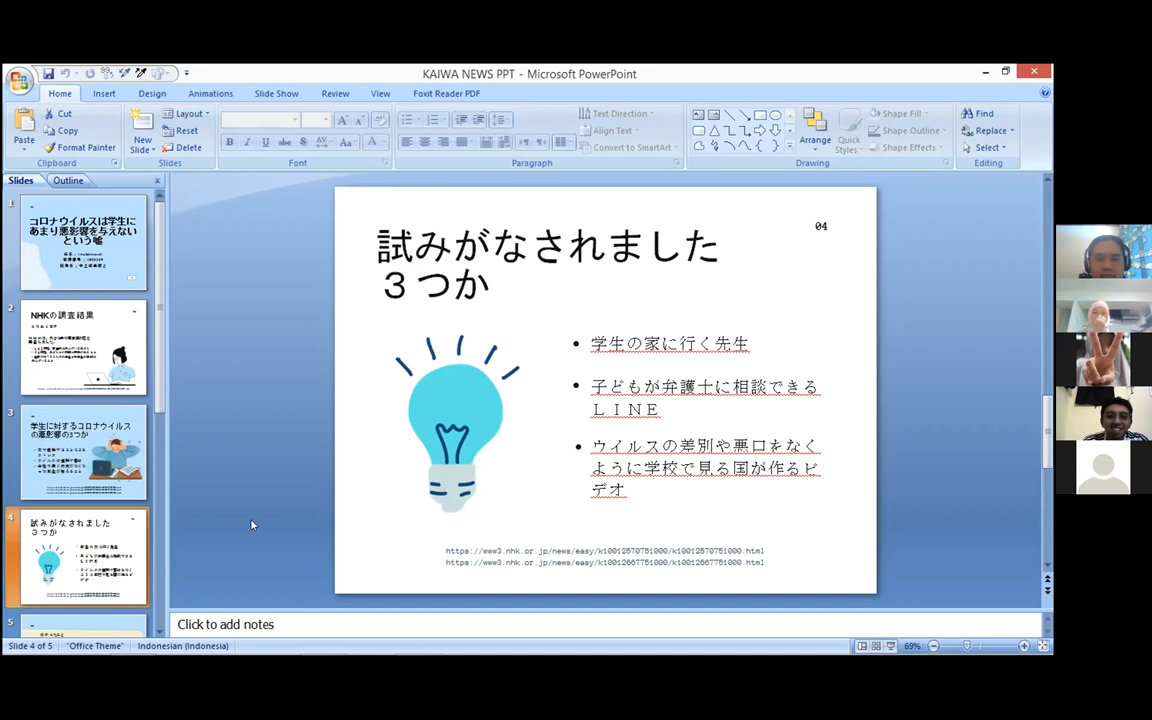 KAIWA NEWS PPT - Microsoft PowerPoint
Home Insert Design Animations Slide Show Review View Foxit Reader PDF
Paste
Cut
Copy
Format Painter
Clipboard
New Slide
Layout
Reset
Delete
Slides
Font
Text Direction
Align Text
Convert to SmartArt
Paragraph
Arrange
Quick Styles
Shape Fill
Shape Outline
Shape Effects
Drawing
Find
Replace
Select
Editing
Slides Outline
1
コロナウイルスは学生に
あまり悪影響を与えない
という嘘
2
NHKの調査結果
3
学生に対するコロナウイルス
の悪影響の3つか
4
試みがなされました
３つか
5
04
試みがなされました
３つか
• 学生の家に行く先生
• 子どもが弁護士に相談できる
ＬＩＮＥ
• ウイルスの差別や悪口をなく
ように学校で見る国が作るビ
デオ
https://www3.nhk.or.jp/news/easy/k10012570751000/k10012570751000.html
https://www3.nhk.or.jp/news/easy/k10012667751000/k10012667751000.html
Click to add notes
Slide 4 of 5 "Office Theme" Indonesian (Indonesia) 69%